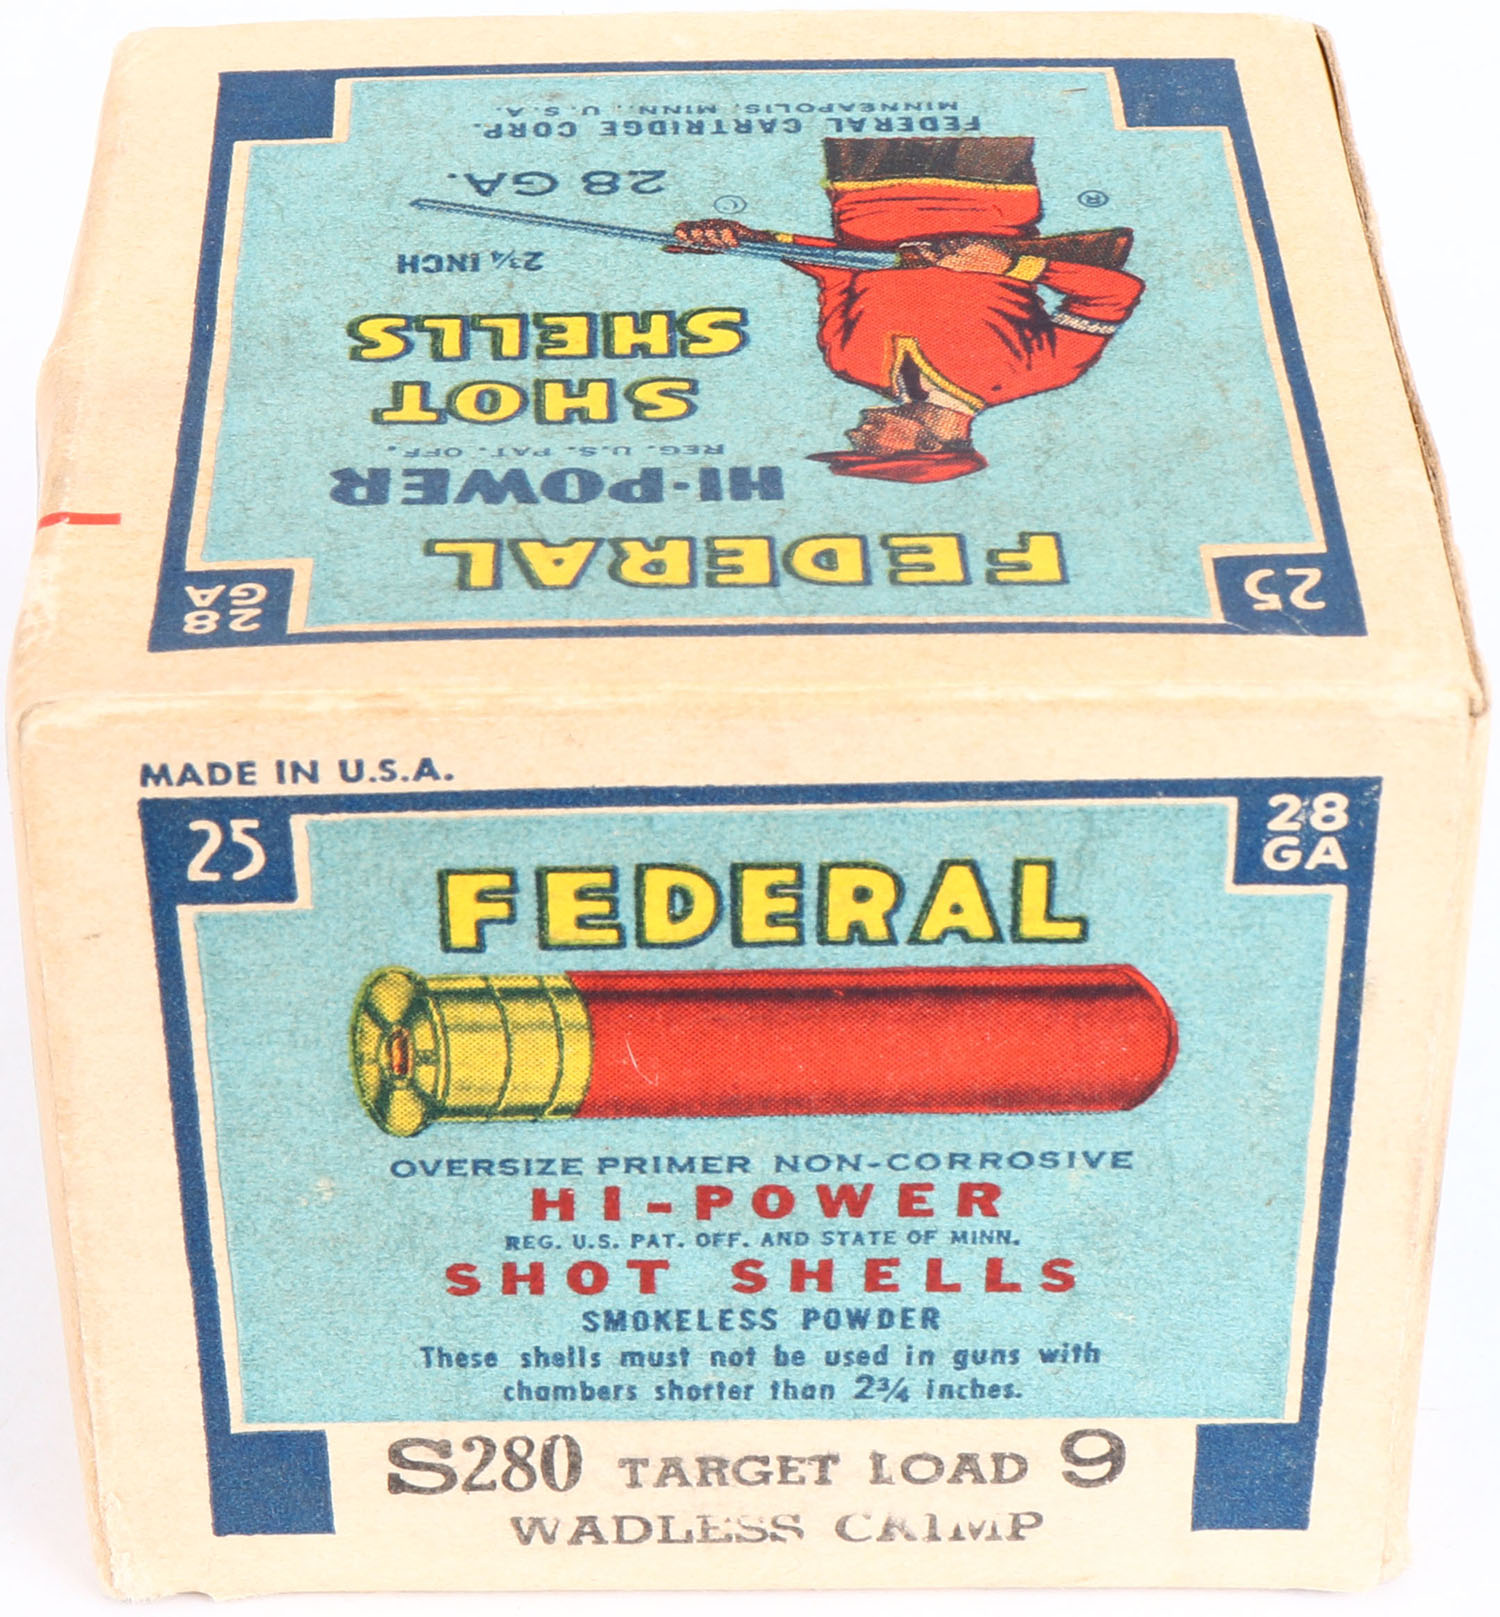 FEDERAL
HI-POWER
REG. U.S. PAT. OFF.
SHOT
SHELLS
2¾ INCH
28 GA.
©
®
FEDERAL CARTRIDGE CORP.
MINNEAPOLIS, MINN., U.S.A.
25
28
GA
MADE IN U.S.A.
25
28
GA
FEDERAL
OVERSIZE PRIMER NON-CORROSIVE
HI-POWER
REG. U.S. PAT. OFF. AND STATE OF MINN.
SHOT SHELLS
SMOKELESS POWDER
These shells must not be used in guns with
chambers shorter than 2¾ inches.
S280 TARGET LOAD 9
WADLESS CRIMP